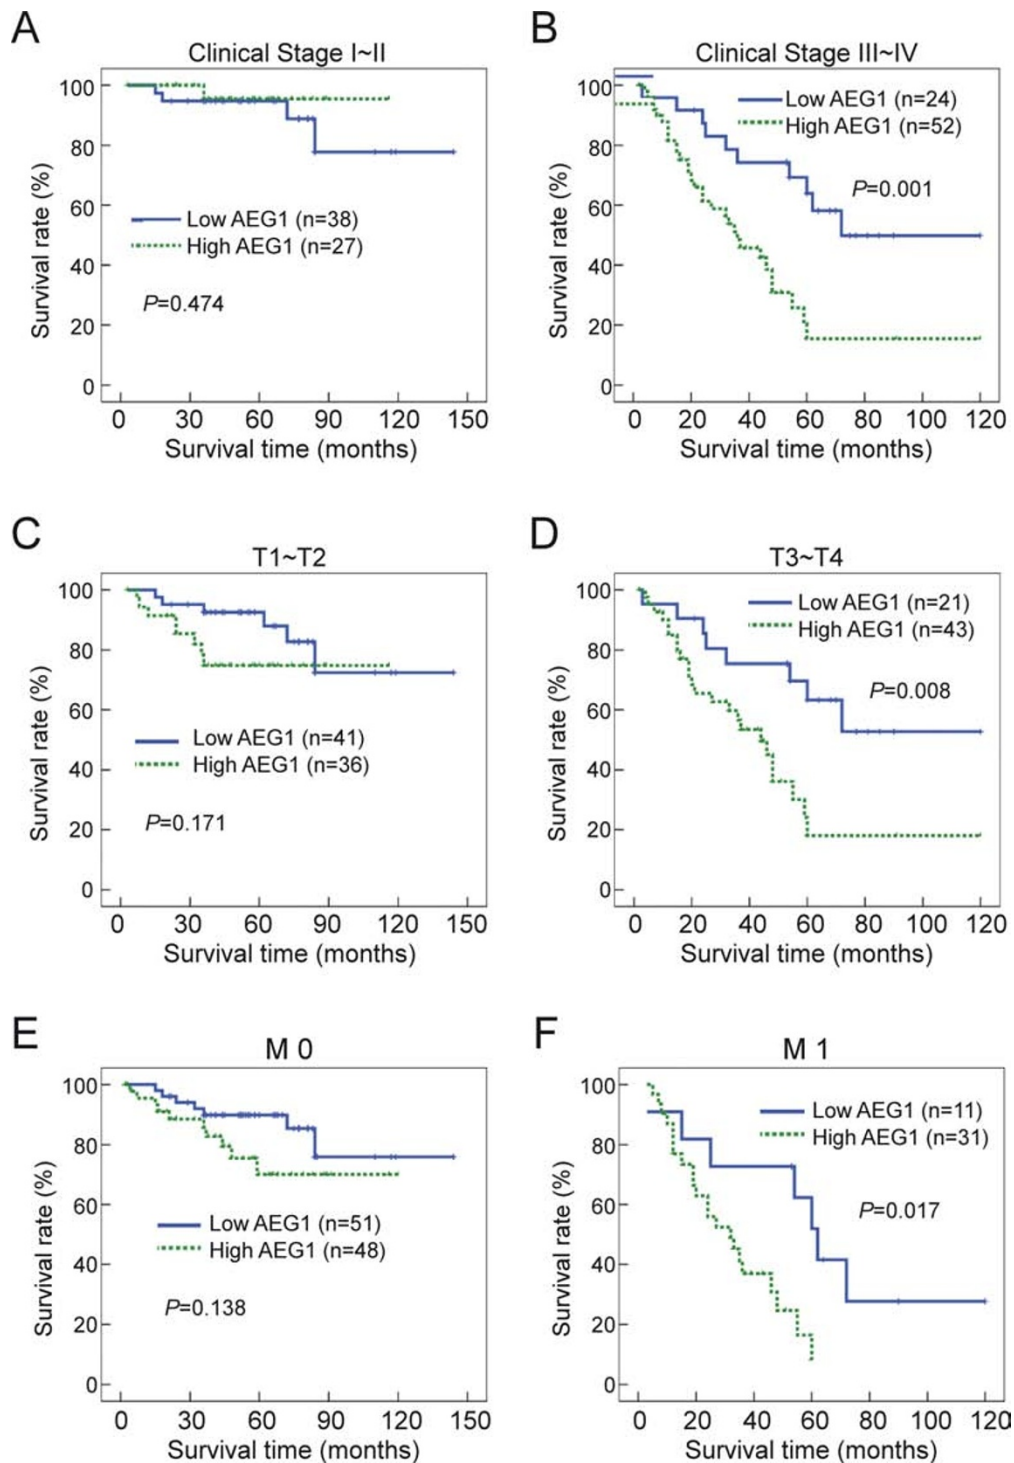 A
Clinical Stage I~II
Survival rate (%)
100
80
60
40
20
0
Low AEG1 (n=38)
High AEG1 (n=27)
P=0.474
0 30 60 90 120 150
Survival time (months)
B
Clinical Stage III~IV
Survival rate (%)
100
80
60
40
20
0
Low AEG1 (n=24)
High AEG1 (n=52)
P=0.001
0 20 40 60 80 100 120
Survival time (months)
C
T1~T2
Survival rate (%)
100
80
60
40
20
0
Low AEG1 (n=41)
High AEG1 (n=36)
P=0.171
0 30 60 90 120 150
Survival time (months)
D
T3~T4
Survival rate (%)
100
80
60
40
20
0
Low AEG1 (n=21)
High AEG1 (n=43)
P=0.008
0 20 40 60 80 100 120
Survival time (months)
E
M 0
Survival rate (%)
100
80
60
40
20
0
Low AEG1 (n=51)
High AEG1 (n=48)
P=0.138
0 30 60 90 120 150
Survival time (months)
F
M 1
Survival rate (%)
100
80
60
40
20
0
Low AEG1 (n=11)
High AEG1 (n=31)
P=0.017
0 20 40 60 80 100 120
Survival time (months)